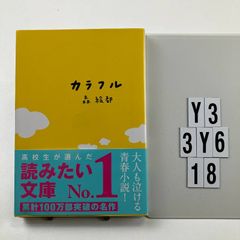 カラフル
森 絵都
高校生が選んだ
読みたい
文庫 No.1
累計100万部突破の名作
大人も泣ける
青春小説!
Y3
3Y6
18